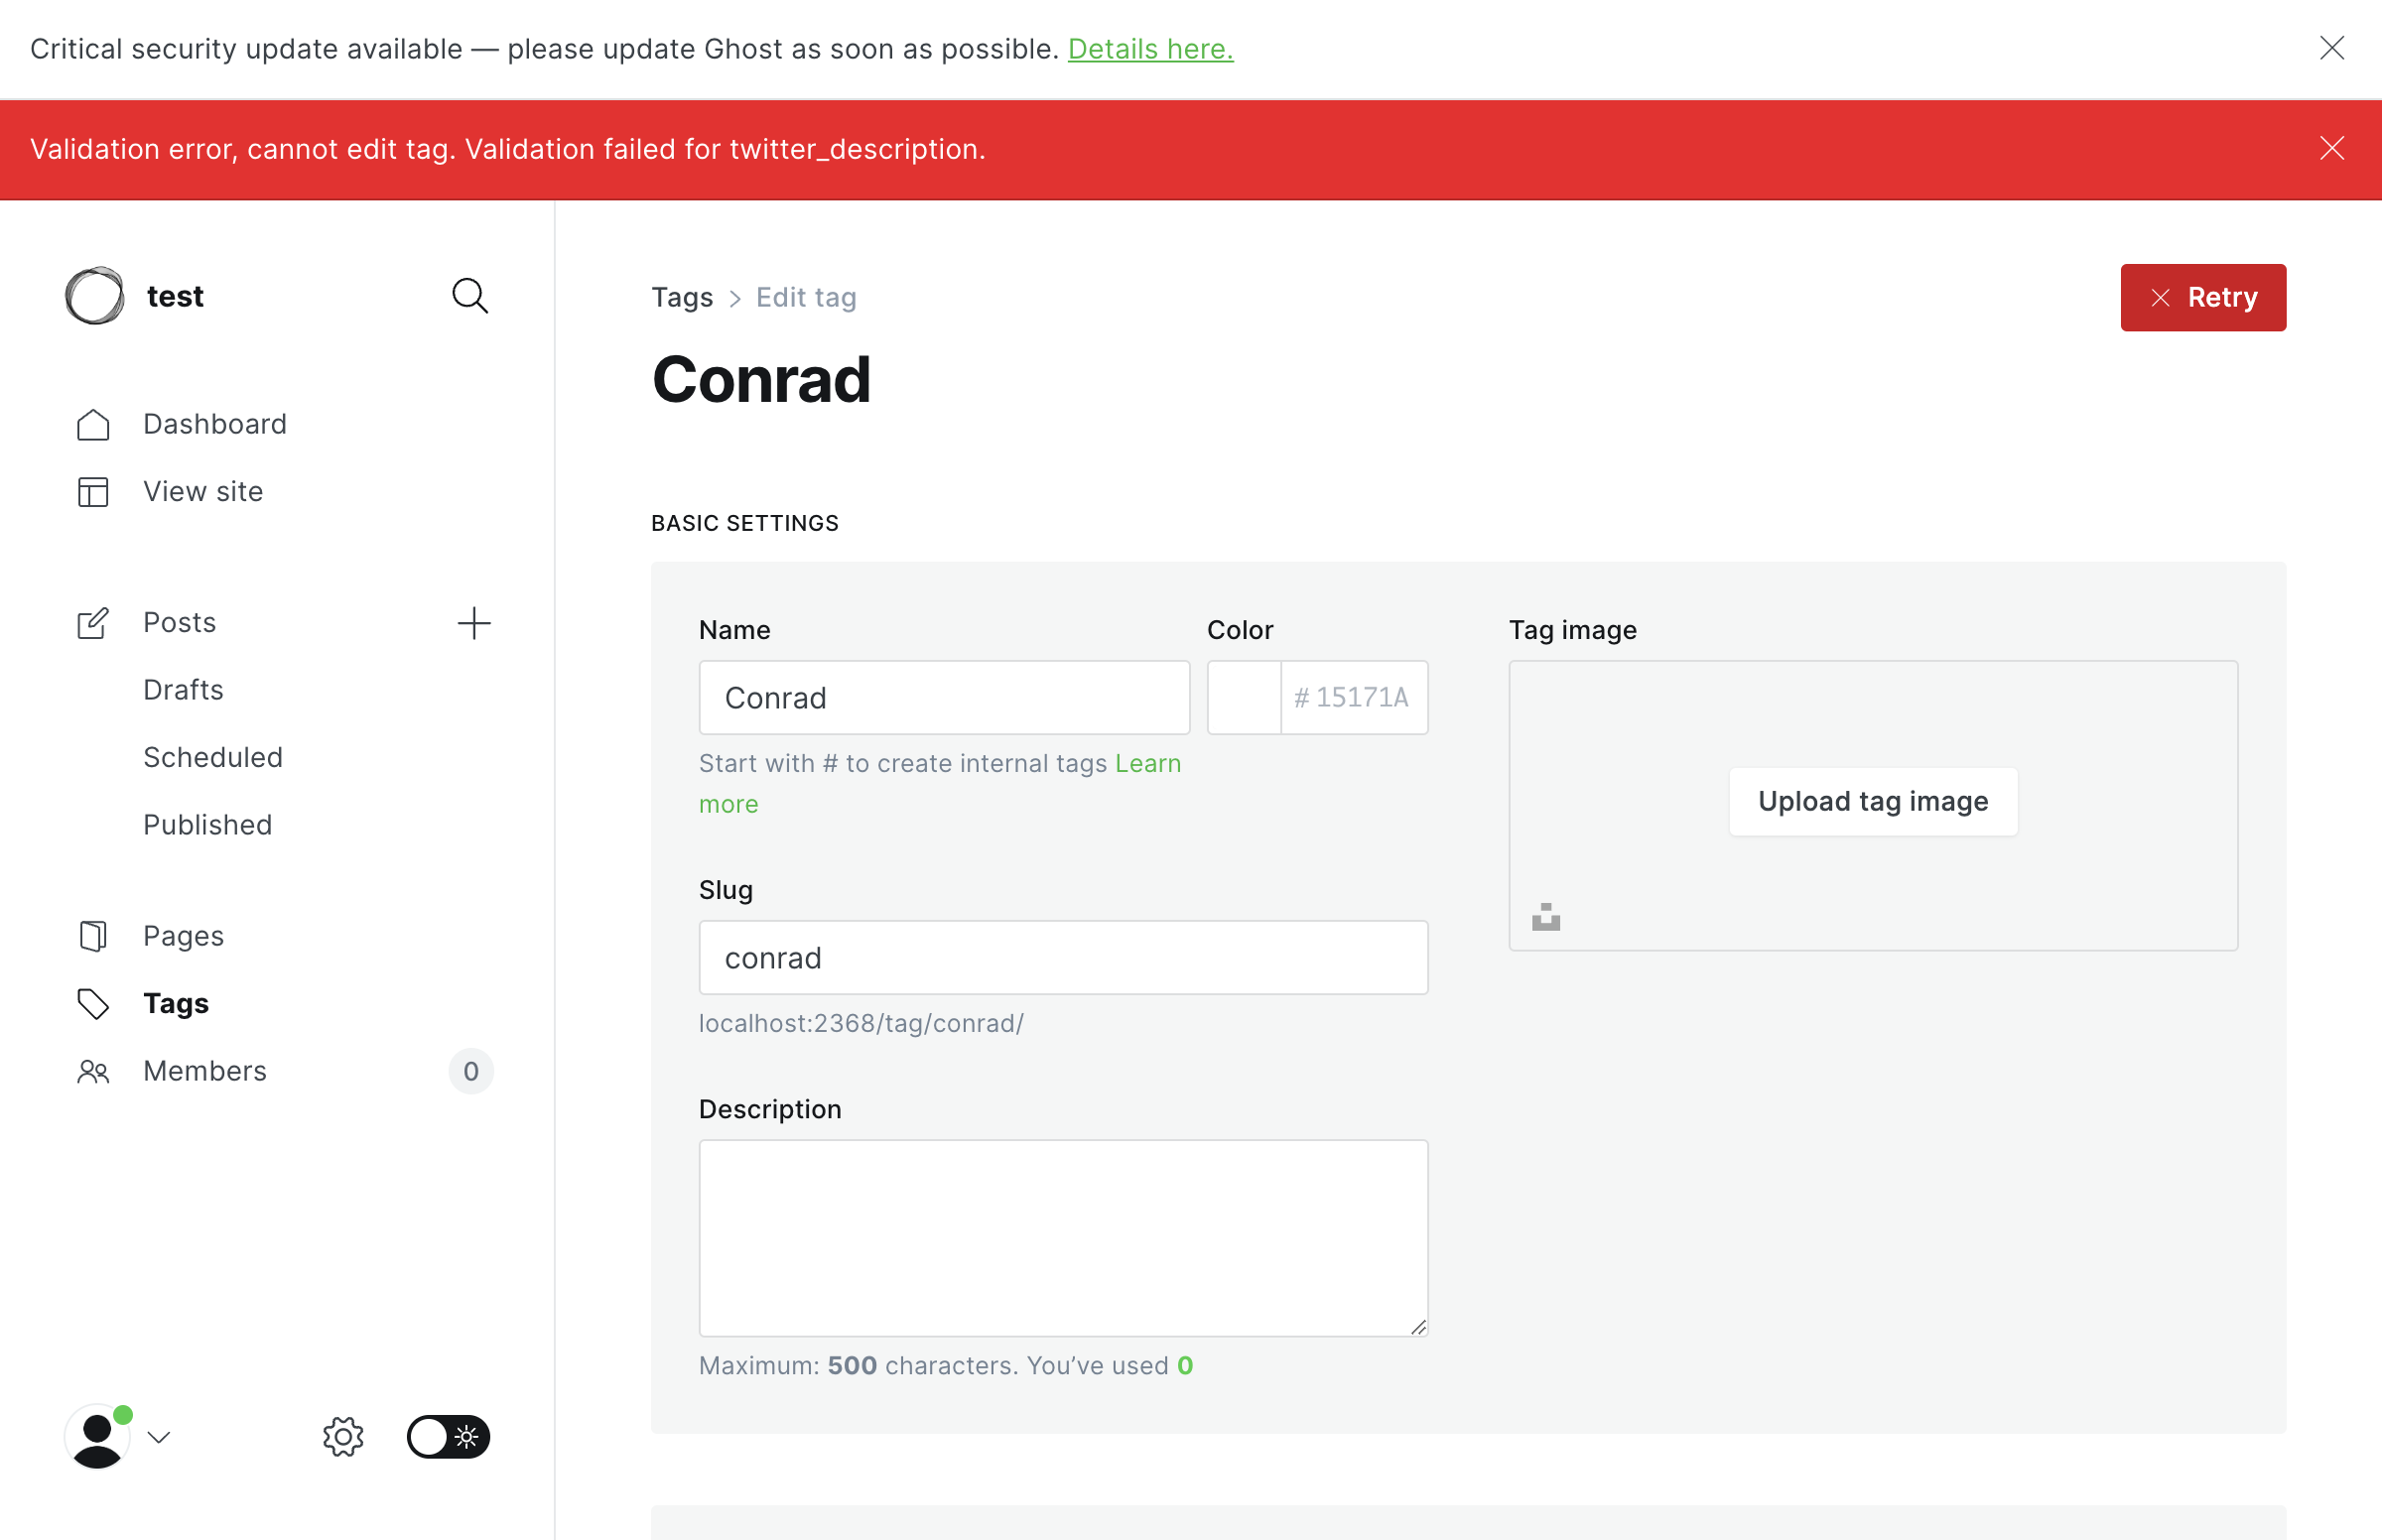 Critical security update available — please update Ghost as soon as possible. Details here.
Validation error, cannot edit tag. Validation failed for twitter_description.
test
Dashboard
View site
Posts
Drafts
Scheduled
Published
Pages
Tags
Members 0
Tags > Edit tag
Retry
Conrad
BASIC SETTINGS
Name
Conrad
Start with # to create internal tags Learn
more
Color
# 15171A
Slug
conrad
localhost:2368/tag/conrad/
Description
Maximum: 500 characters. You’ve used 0
Tag image
Upload tag image